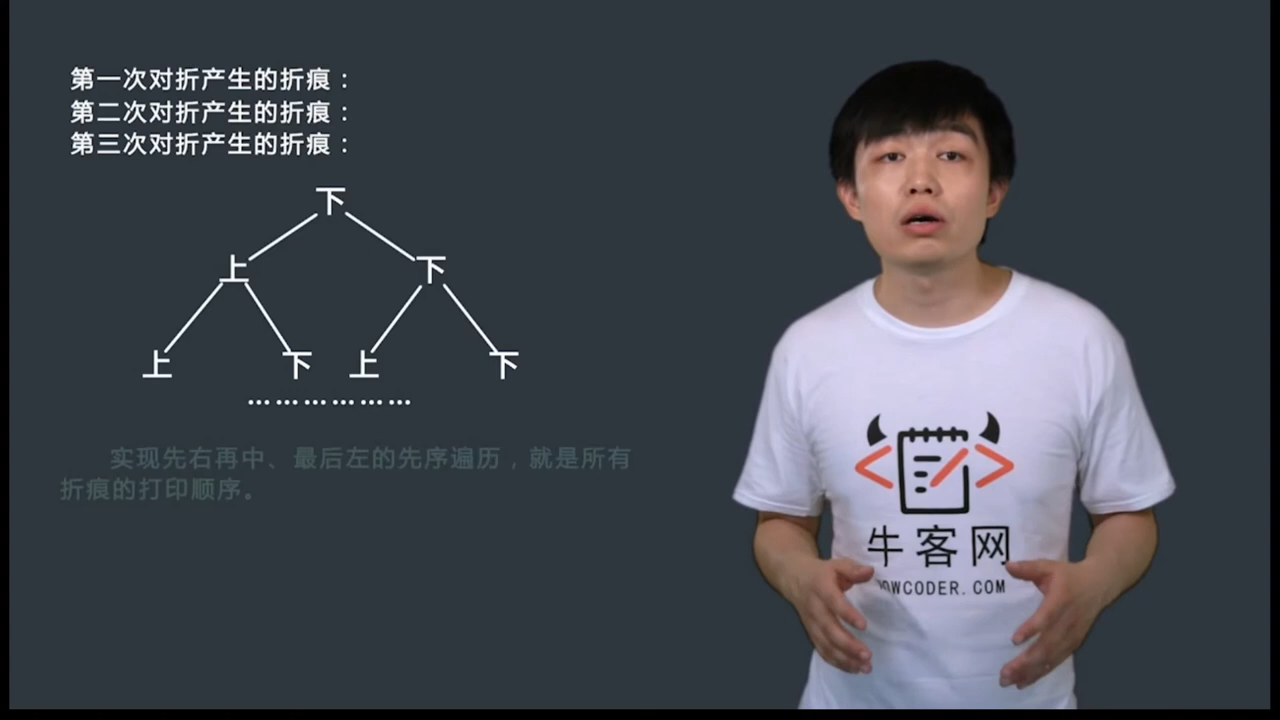 第一次对折产生的折痕：
第二次对折产生的折痕：
第三次对折产生的折痕：
下
上 下
上 下 上 下
………………
实现先右再中、最后左的先序遍历，就是所有
折痕的打印顺序。
牛客网
OWCODER.COM